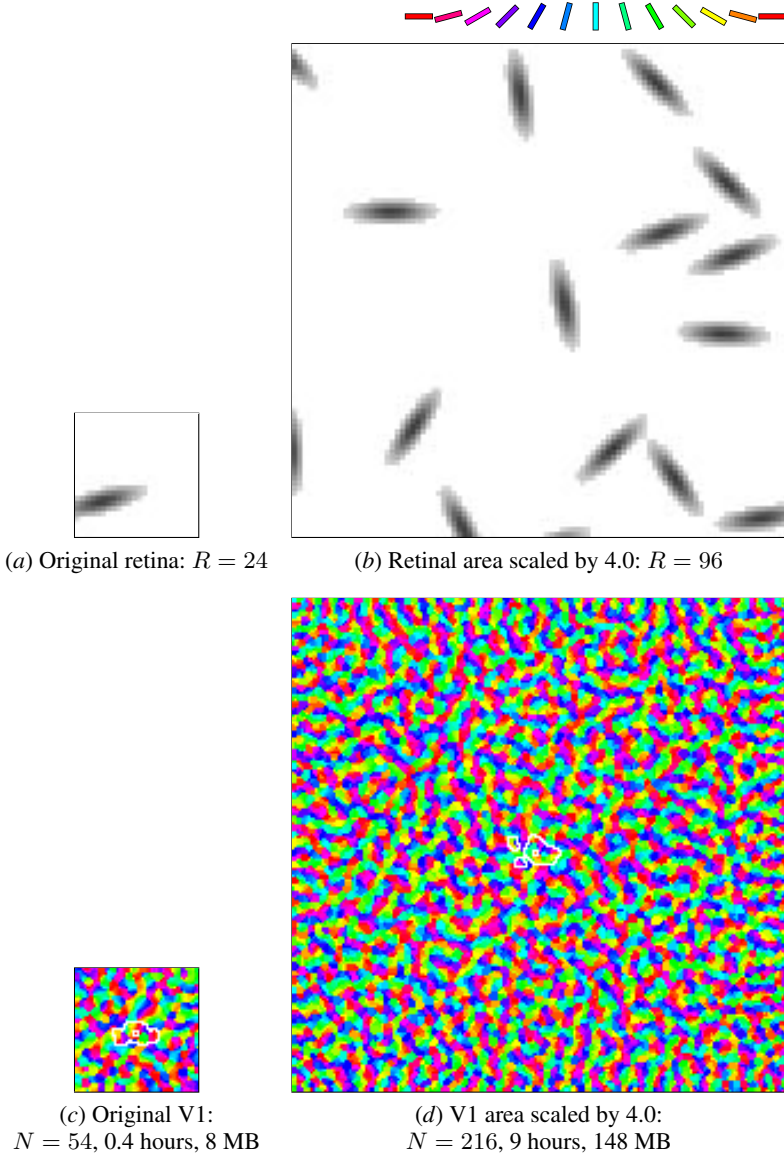 (a) Original retina: R = 24
(b) Retinal area scaled by 4.0: R = 96
(c) Original V1:
N = 54, 0.4 hours, 8 MB
(d) V1 area scaled by 4.0:
N = 216, 9 hours, 148 MB